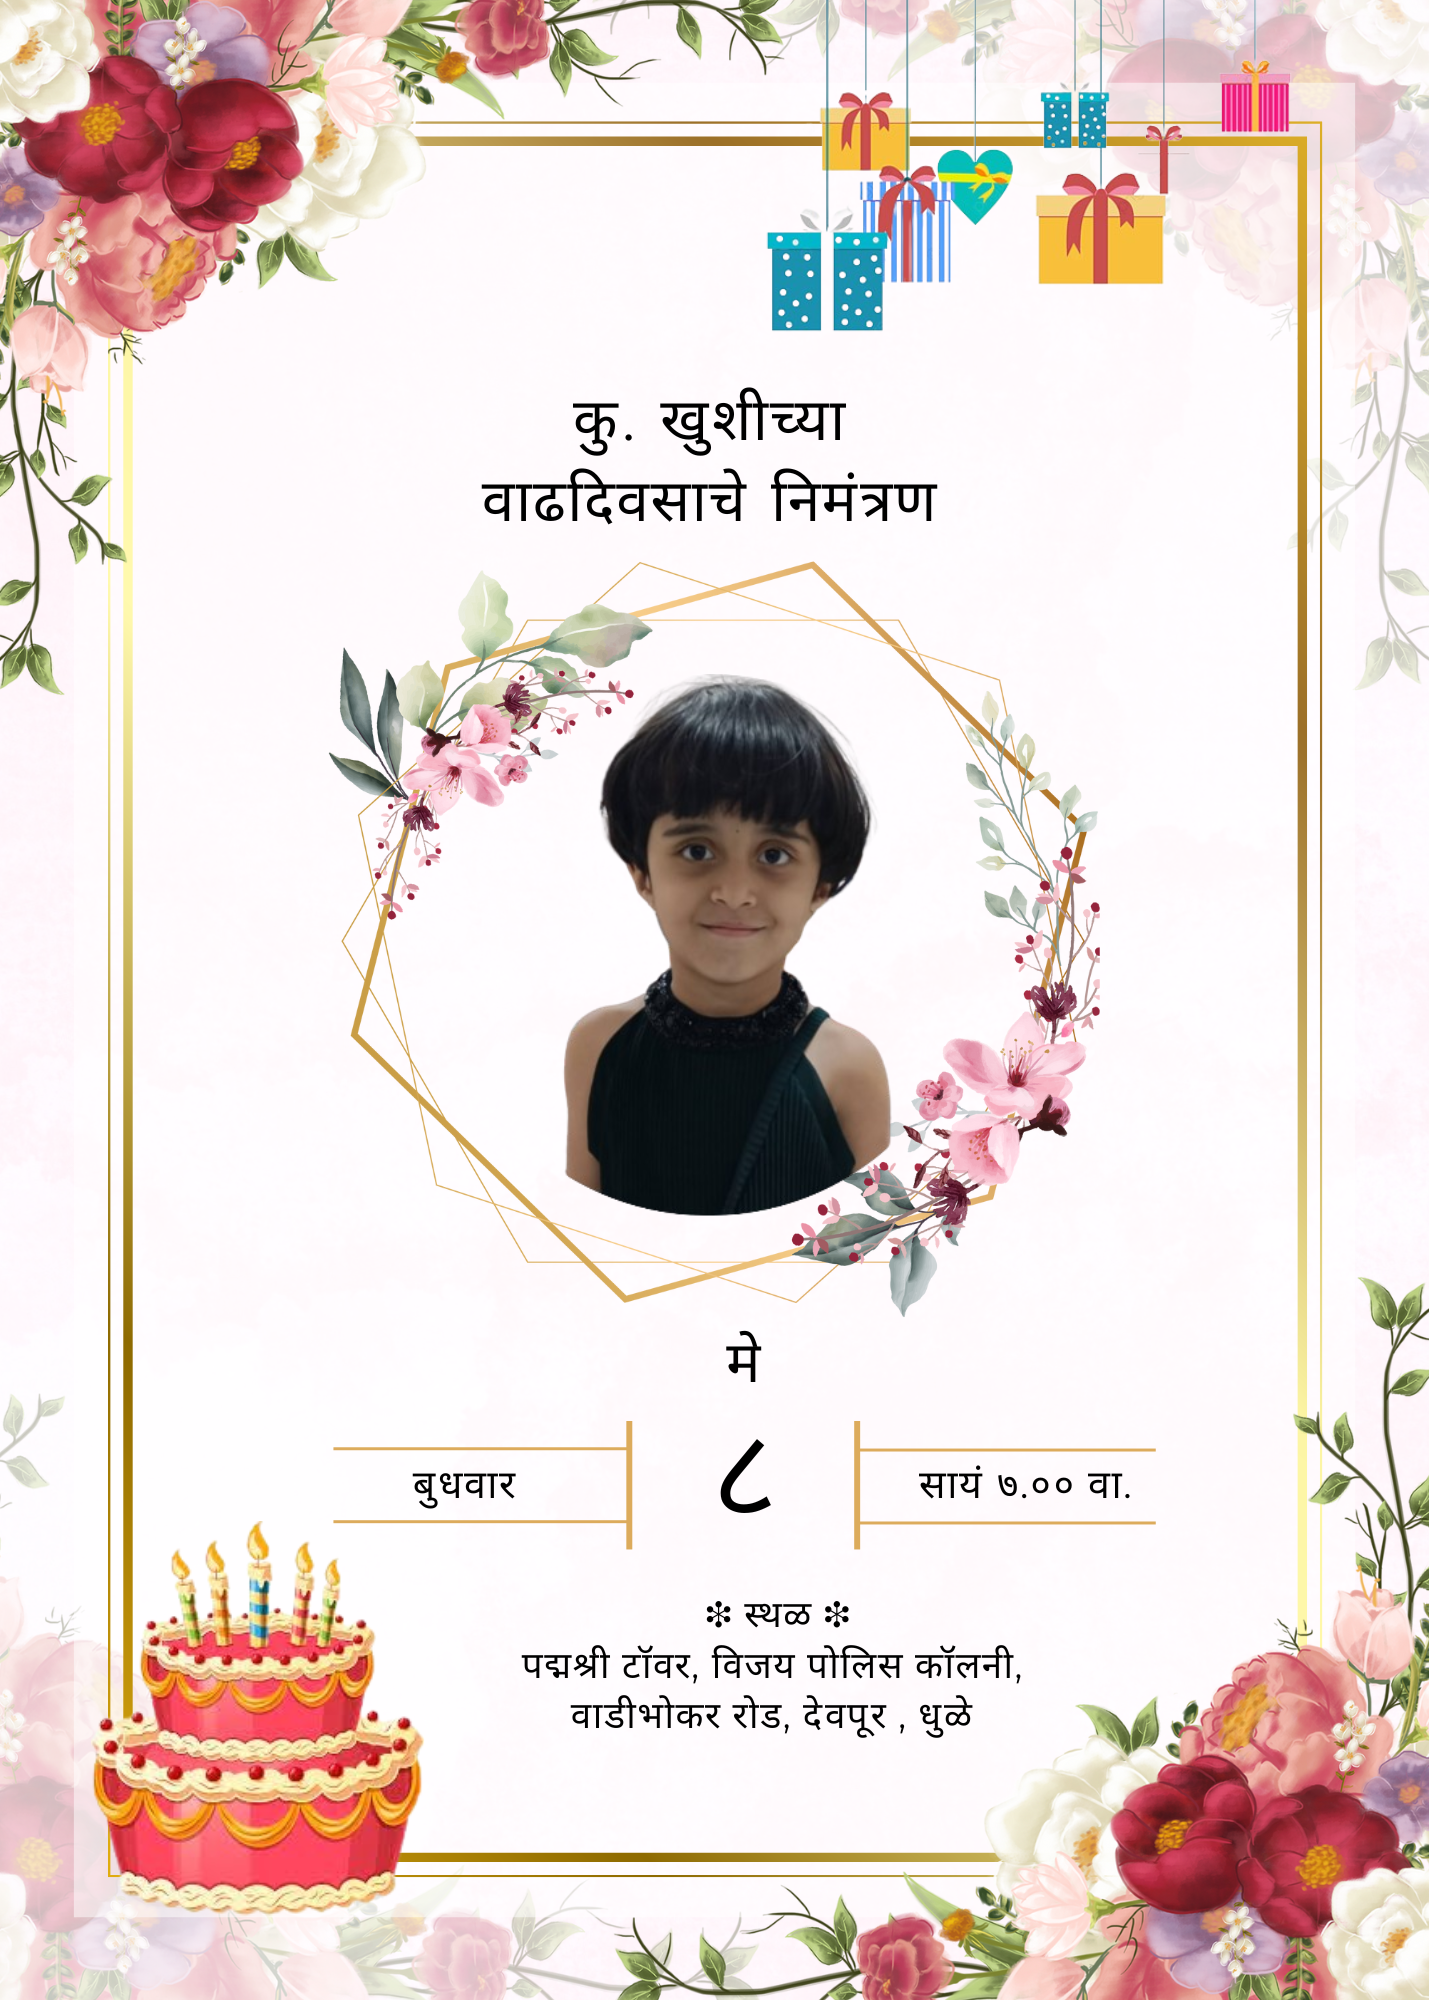 कु. खुशीच्या
वाढदिवसाचे निमंत्रण
मे
बुधवार
८
सायं ७.०० वा.
❇ स्थळ ❇
पद्मश्री टॉवर, विजय पोलिस कॉलनी,
वाडीभोकर रोड, देवपूर , धुळे